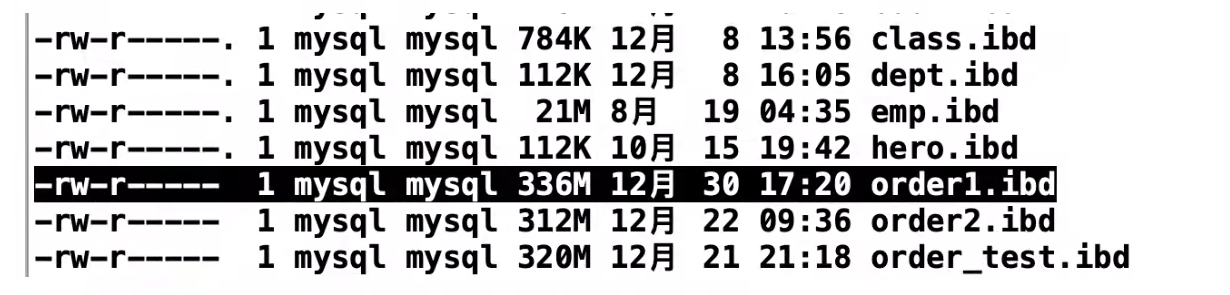 -rw-r-----. 1 mysql mysql 784K 12月   8 13:56 class.ibd
-rw-r-----. 1 mysql mysql 112K 12月   8 16:05 dept.ibd
-rw-r-----. 1 mysql mysql  21M 8月   19 04:35 emp.ibd
-rw-r-----. 1 mysql mysql 112K 10月  15 19:42 hero.ibd
-rw-r-----  1 mysql mysql 336M 12月  30 17:20 order1.ibd
-rw-r-----  1 mysql mysql 312M 12月  22 09:36 order2.ibd
-rw-r-----  1 mysql mysql 320M 12月  21 21:18 order_test.ibd